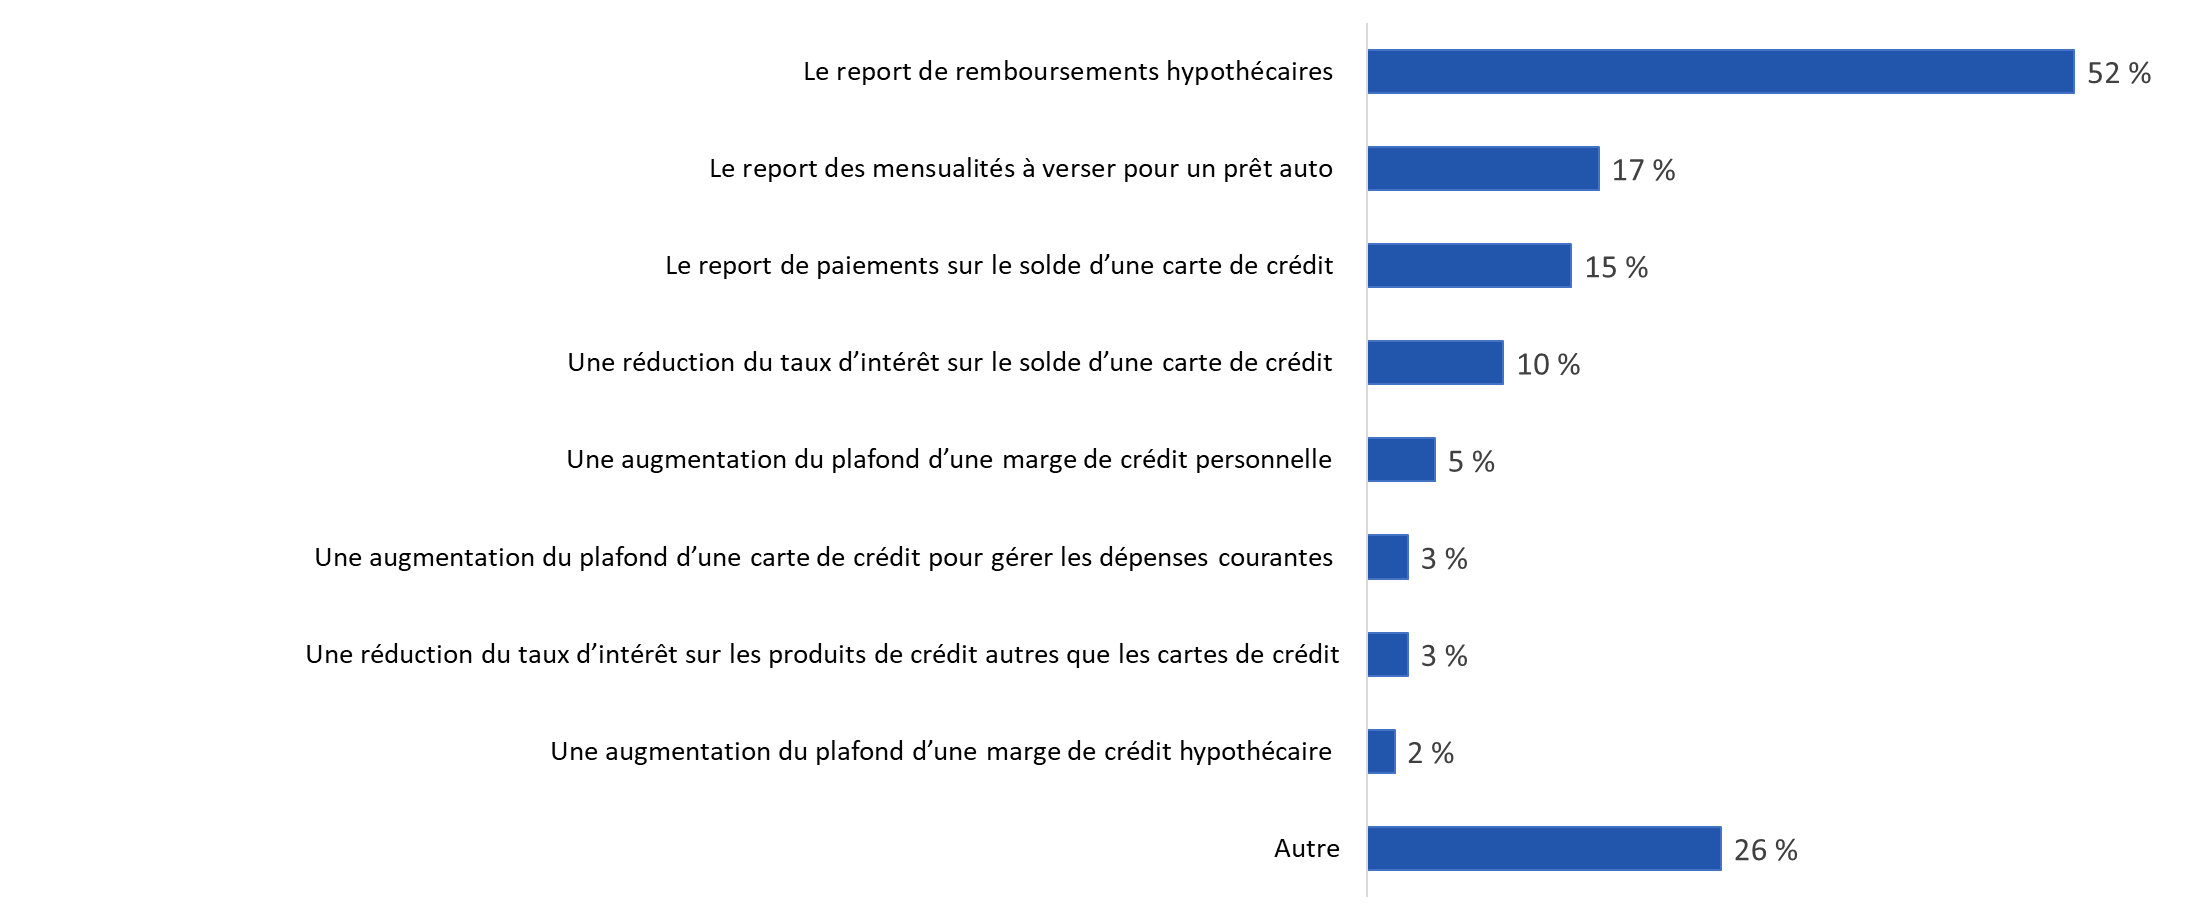 Le report de remboursements hypothécaires 52 %
Le report des mensualités à verser pour un prêt auto 17 %
Le report de paiements sur le solde d’une carte de crédit 15 %
Une réduction du taux d’intérêt sur le solde d’une carte de crédit 10 %
Une augmentation du plafond d’une marge de crédit personnelle 5 %
Une augmentation du plafond d’une carte de crédit pour gérer les dépenses courantes 3 %
Une réduction du taux d’intérêt sur les produits de crédit autres que les cartes de crédit 3 %
Une augmentation du plafond d’une marge de crédit hypothécaire 2 %
Autre 26 %